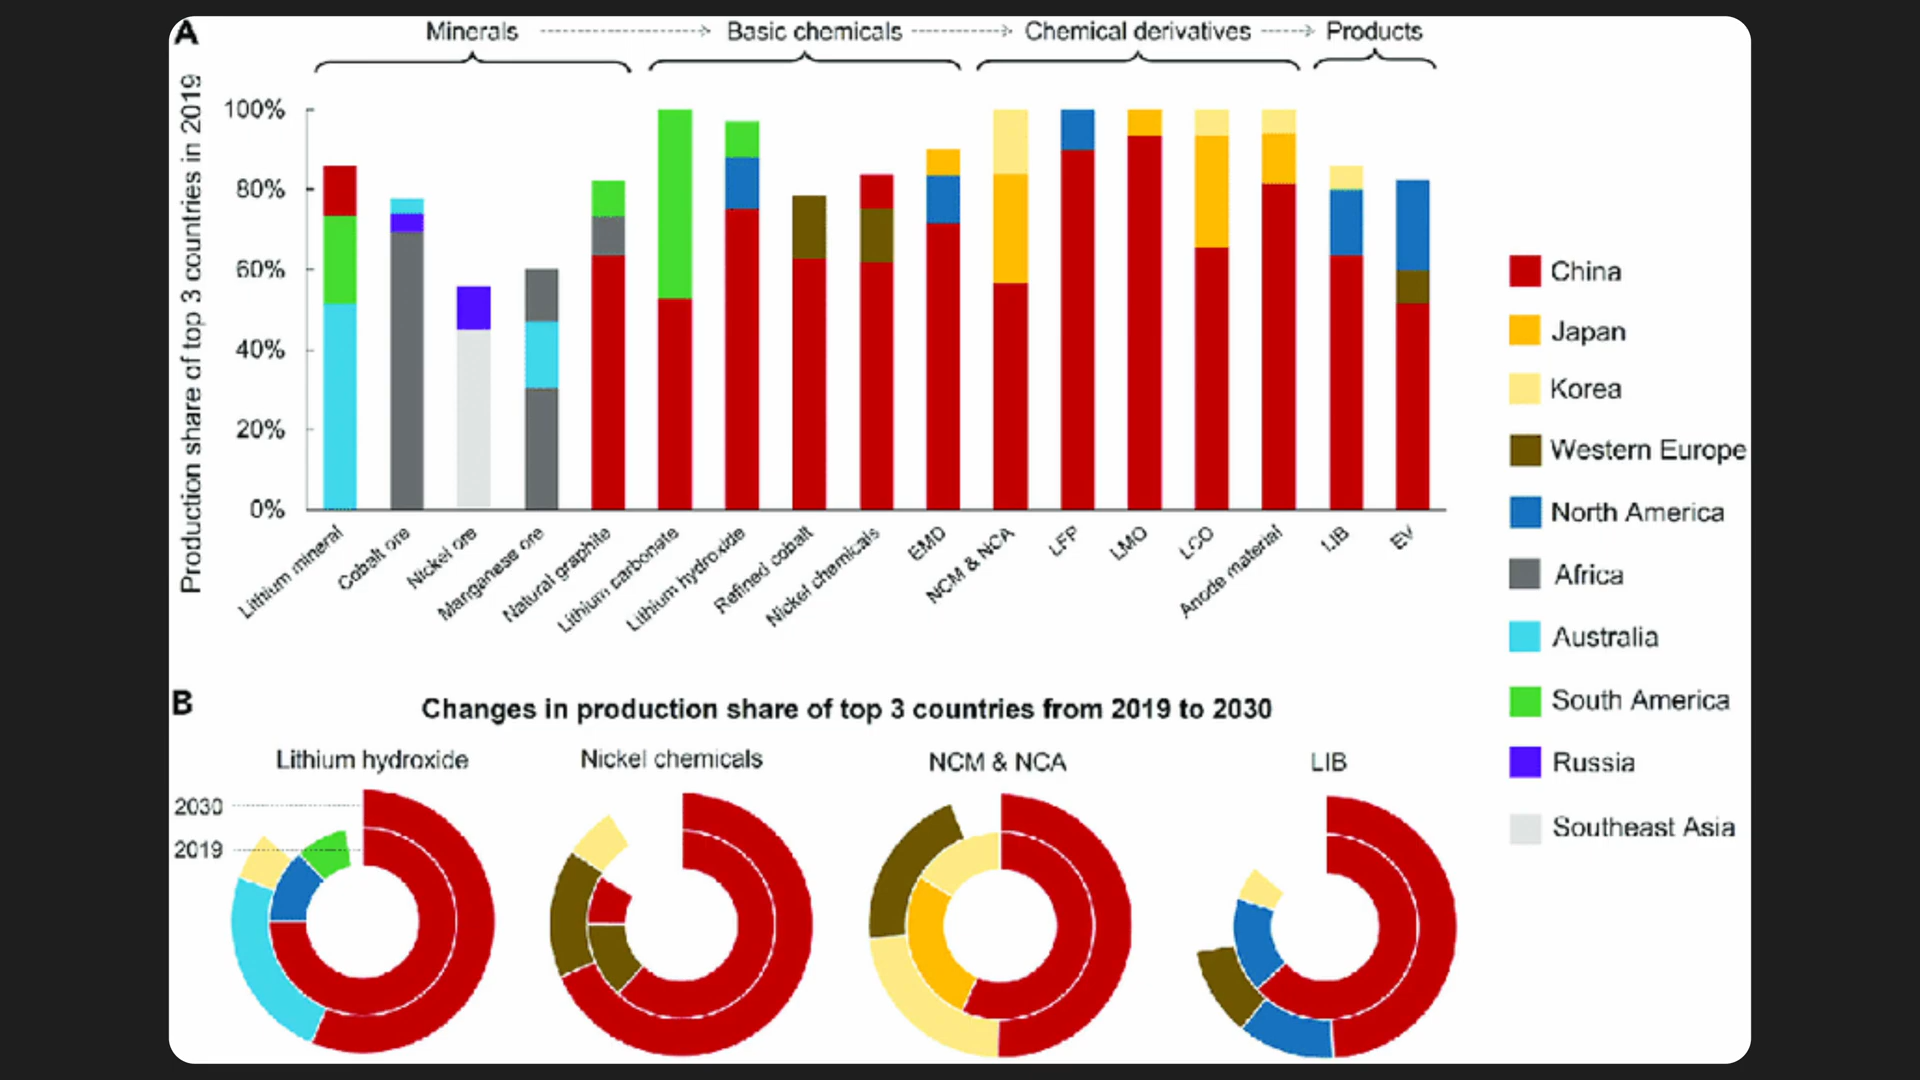 A
Minerals
Basic chemicals
Chemical derivatives
Products
Production share of top 3 countries in 2019
100%
80%
60%
40%
20%
0%
Lithium mineral
Cobalt ore
Nickel ore
Manganese ore
Natural graphite
Lithium carbonate
Lithium hydroxide
Refined cobalt
Nickel chemicals
EMD
NCM & NCA
LFP
LMO
LCO
Anode material
LIB
EV
China
Japan
Korea
Western Europe
North America
Africa
Australia
South America
Russia
Southeast Asia
B
Changes in production share of top 3 countries from 2019 to 2030
Lithium hydroxide
Nickel chemicals
NCM & NCA
LIB
2030
2019